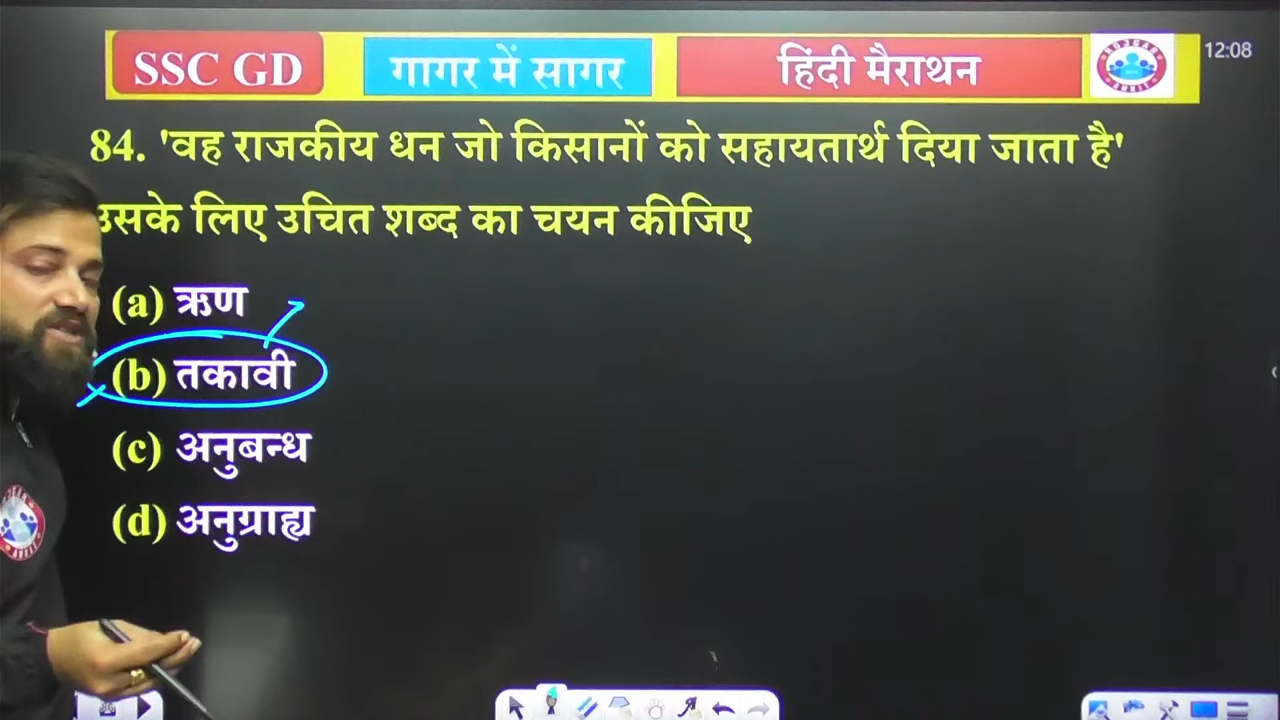 SSC GD
गागर में सागर
हिंदी मैराथन
12:08
84. 'वह राजकीय धन जो किसानों को सहायतार्थ दिया जाता है'
उसके लिए उचित शब्द का चयन कीजिए
(a) ऋण
(b) तकावी
(c) अनुबन्ध
(d) अनुग्राह्य